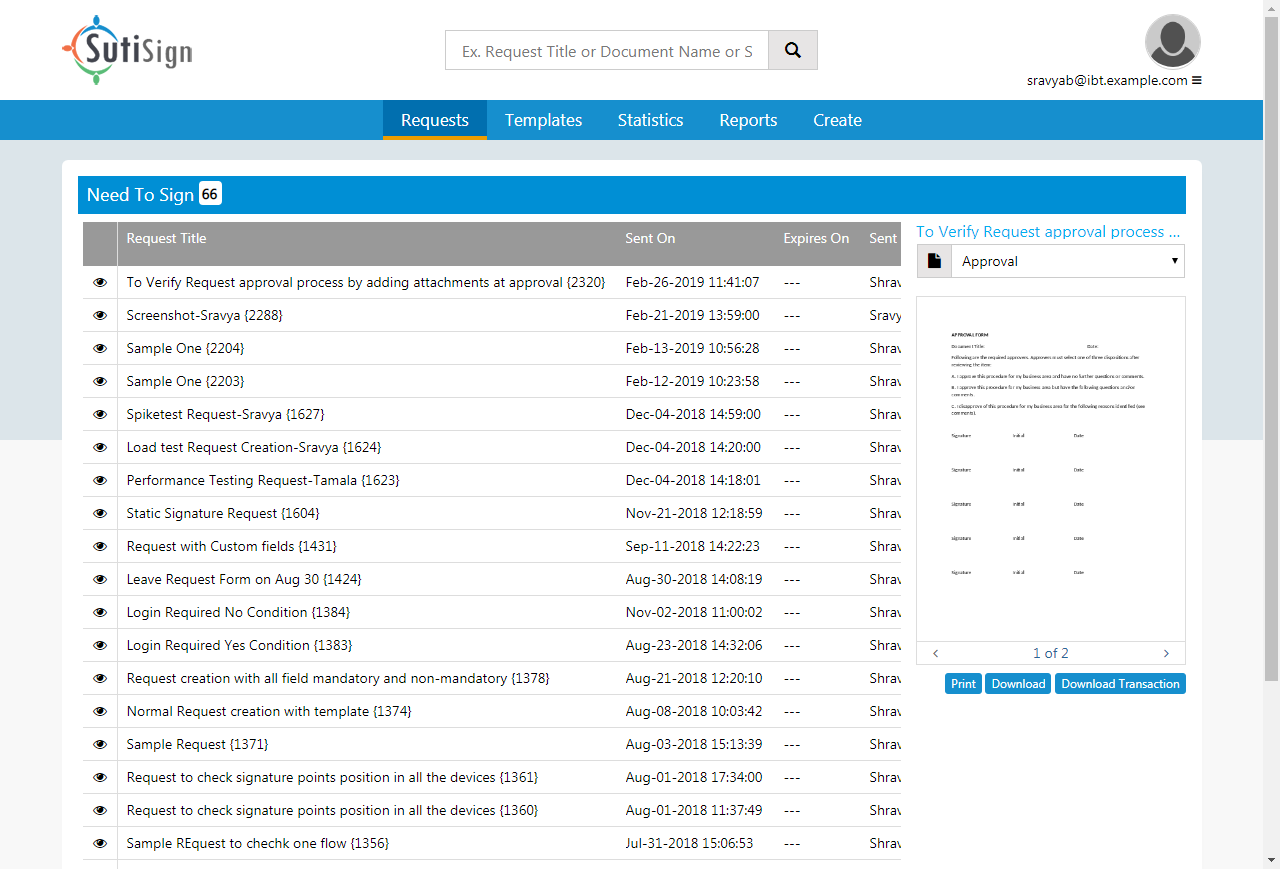 SutiSign
Ex. Request Title or Document Name or S
sravyab@ibt.example.com
Requests Templates Statistics Reports Create
Need To Sign 66
Request Title Sent On Expires On Sent
To Verify Request approval process by adding attachments at approval {2320} Feb-26-2019 11:41:07 --- Shrav
Screenshot-Sravya {2288} Feb-21-2019 13:59:00 --- Sravy
Sample One {2204} Feb-13-2019 10:56:28 --- Shrav
Sample One {2203} Feb-12-2019 10:23:58 --- Shrav
Spiketest Request-Sravya {1627} Dec-04-2018 14:59:00 --- Shrav
Load test Request Creation-Sravya {1624} Dec-04-2018 14:20:00 --- Shrav
Performance Testing Request-Tamala {1623} Dec-04-2018 14:18:01 --- Shrav
Static Signature Request {1604} Nov-21-2018 12:18:59 --- Shrav
Request with Custom fields {1431} Sep-11-2018 14:22:23 --- Shrav
Leave Request Form on Aug 30 {1424} Aug-30-2018 14:08:19 --- Shrav
Login Required No Condition {1384} Nov-02-2018 11:00:02 --- Shrav
Login Required Yes Condition {1383} Aug-23-2018 14:32:06 --- Shrav
Request creation with all field mandatory and non-mandatory {1378} Aug-21-2018 12:20:10 --- Shrav
Normal Request creation with template {1374} Aug-08-2018 10:03:42 --- Shrav
Sample Request {1371} Aug-03-2018 15:13:39 --- Shrav
Request to check signature points position in all the devices {1361} Aug-01-2018 17:34:00 --- Shrav
Request to check signature points position in all the devices {1360} Aug-01-2018 11:37:49 --- Shrav
Sample REquest to chechk one flow {1356} Jul-31-2018 15:06:53 --- Shrav
To Verify Request approval process ...
Approval
APPROVAL FORM
Document Title: Date:
Following are the required approvers. Approvers must select one of three dispositions after
reviewing the item:
A. I approve this procedure for my business area and have no further questions or comments.
B. I approve this procedure for my business area but have the following questions and/or
comments.
C. I disapprove of this procedure for my business area for the following reasons identified (see
comments).
Signature Initial Date
Signature Initial Date
Signature Initial Date
Signature Initial Date
Signature Initial Date
1 of 2
Print Download Download Transaction